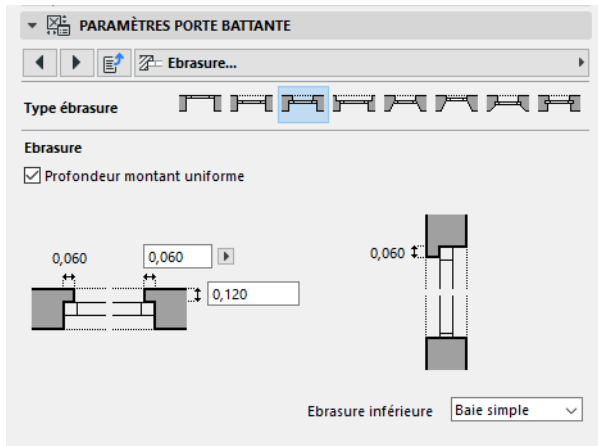 PARAMÈTRES PORTE BATTANTE
Ebrasure...
Type ébrasure
Ebrasure
Profondeur montant uniforme
0,060 0,060 0,060
0,120
Ebrasure inférieure Baie simple